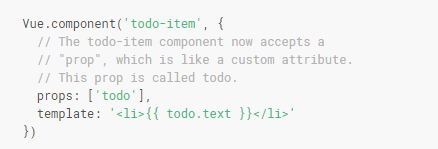 Vue.component('todo-item', {
  // The todo-item component now accepts a
  // "prop", which is like a custom attribute.
  // This prop is called todo.
  props: ['todo'],
  template: '<li>{{ todo.text }}</li>'
})